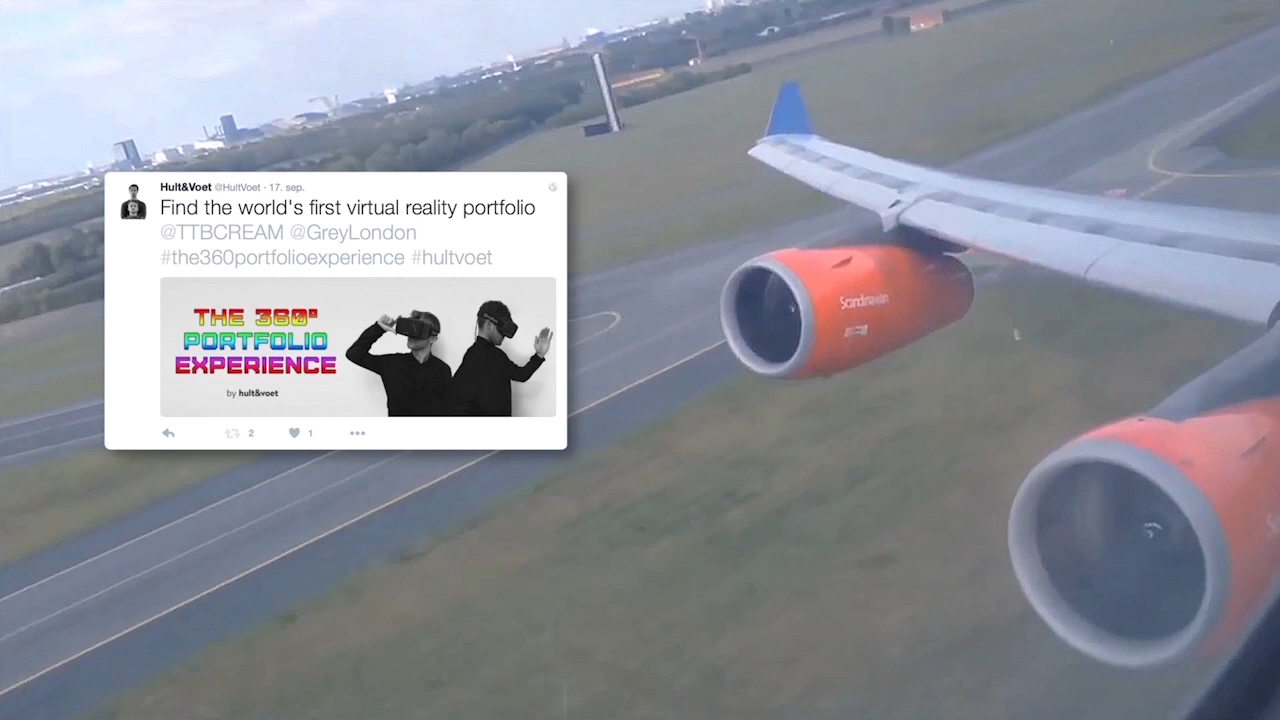 Hult&Voet @HultVoet · 17. sep.
Find the world's first virtual reality portfolio
@TTBCREAM @GreyLondon
#the360portfolioexperience #hultvoet
THE 360°
PORTFOLIO
EXPERIENCE
by hult&voet
2
1
Scandinavian